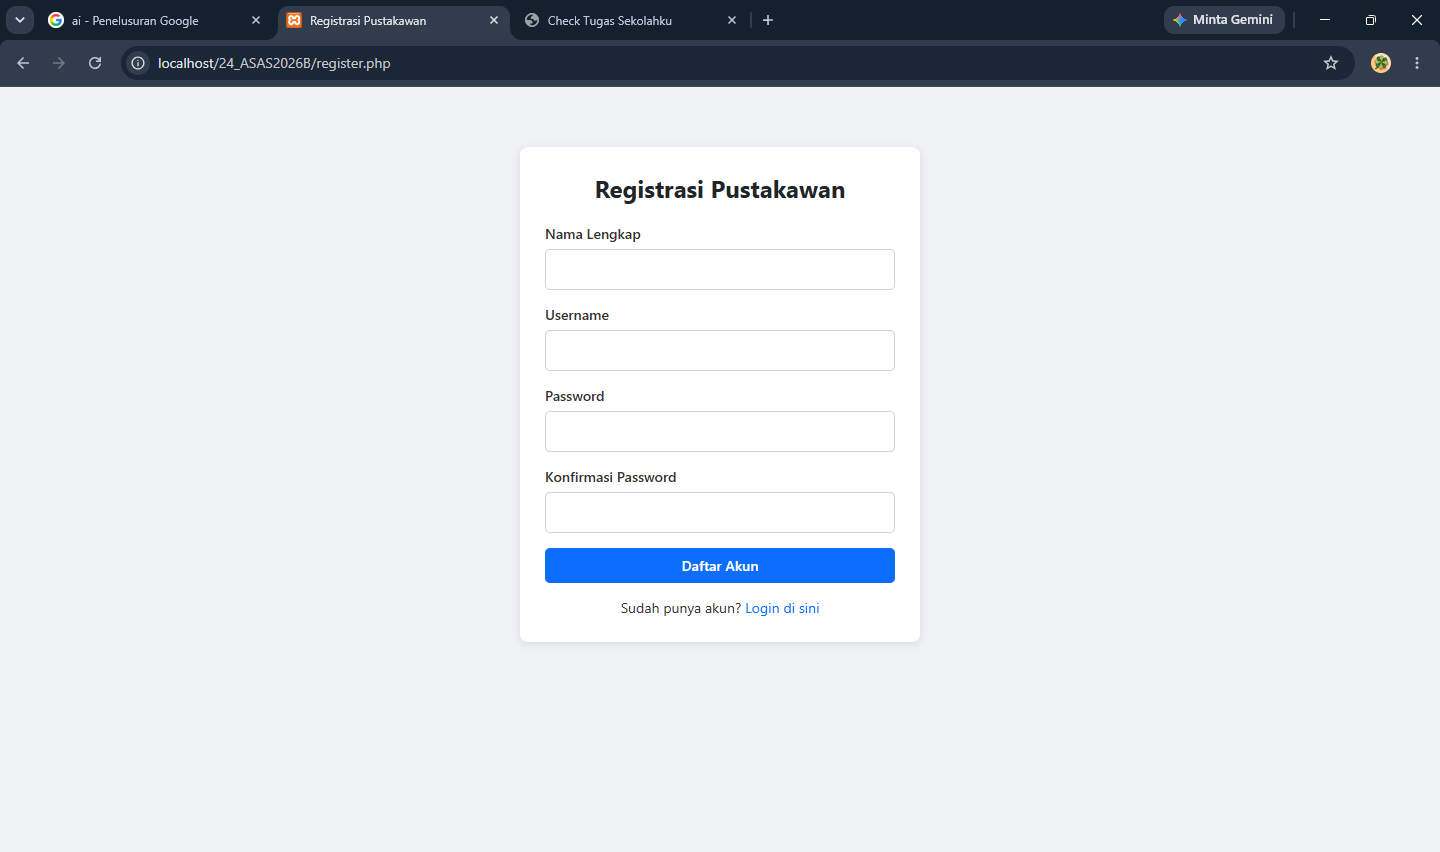 ai - Penelusuran Google
Registrasi Pustakawan
Check Tugas Sekolahku
Minta Gemini
localhost/24_ASAS2026B/register.php
Registrasi Pustakawan
Nama Lengkap
Username
Password
Konfirmasi Password
Daftar Akun
Sudah punya akun? Login di sini